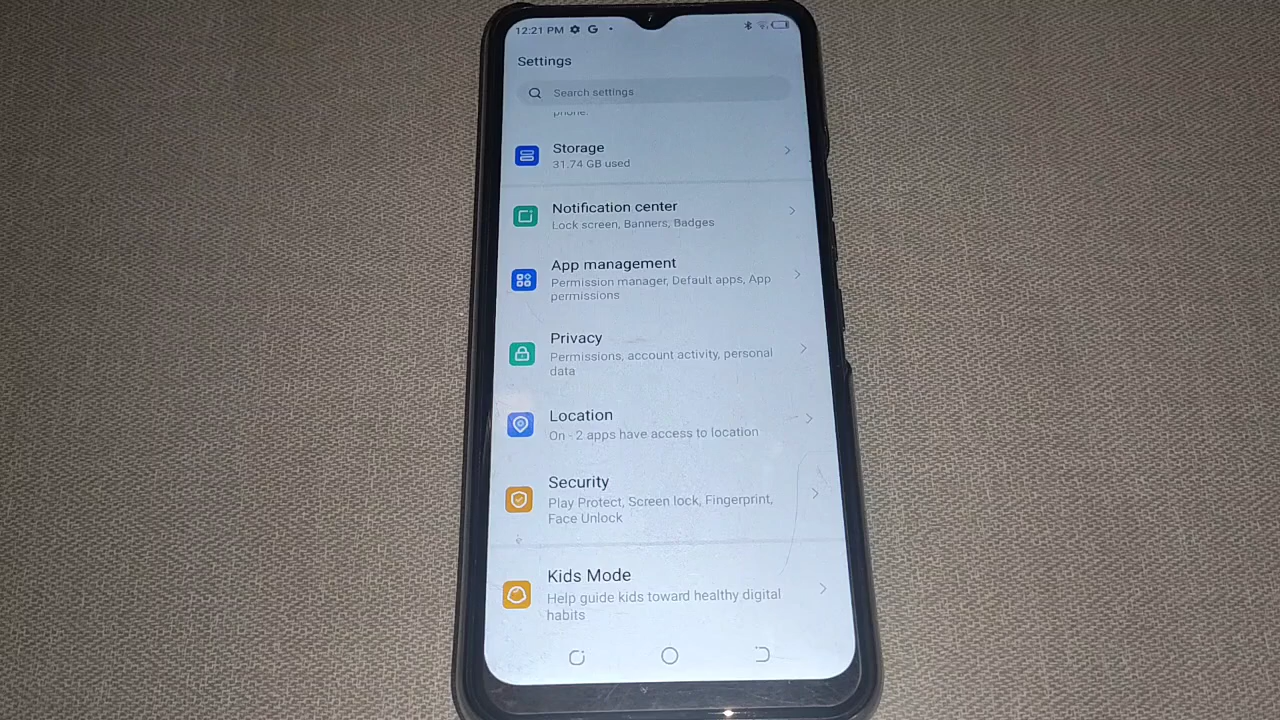 12:21 PM
Settings
Search settings
phone.
Storage
31.74 GB used
Notification center
Lock screen, Banners, Badges
App management
Permission manager, Default apps, App
permissions
Privacy
Permissions, account activity, personal
data
Location
On - 2 apps have access to location
Security
Play Protect, Screen lock, Fingerprint,
Face Unlock
Kids Mode
Help guide kids toward healthy digital
habits